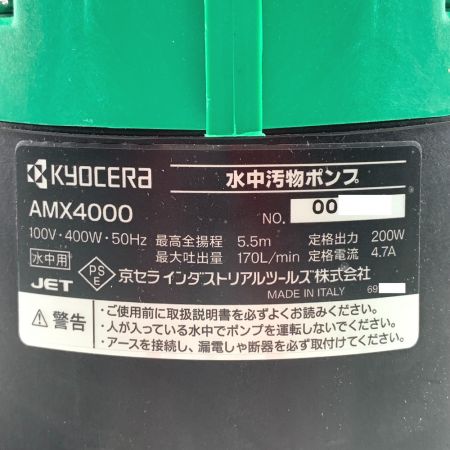 KYOCERA 水中汚物ポンプ
AMX4000 NO. 00
100V・400W・50Hz 最高全揚程 5.5m 定格出力 200W
最大吐出量 170L/min 定格電流 4.7A
水中用
PSE 京セラインダストリアルツールズ株式会社
JET MADE IN ITALY 69
警告
・ご使用前に取扱説明書を必ずよくお読みください。
・人が入っている水中でポンプを運転しないでください。
・アースを接続し、漏電しゃ断器を必ず取付けてください。